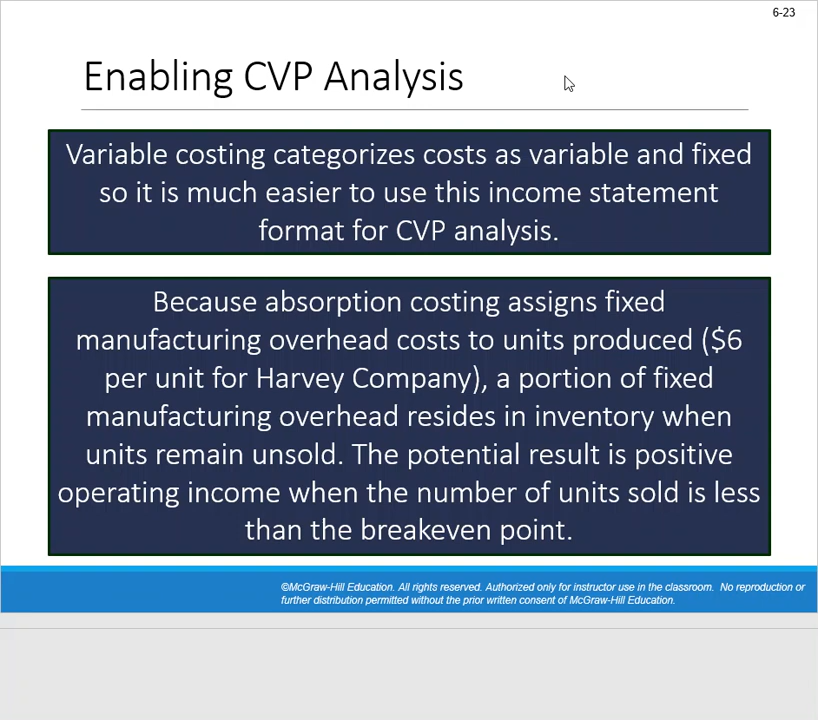 6-23
Enabling CVP Analysis
Variable costing categorizes costs as variable and fixed
so it is much easier to use this income statement
format for CVP analysis.
Because absorption costing assigns fixed
manufacturing overhead costs to units produced ($6
per unit for Harvey Company), a portion of fixed
manufacturing overhead resides in inventory when
units remain unsold. The potential result is positive
operating income when the number of units sold is less
than the breakeven point.
©McGraw-Hill Education. All rights reserved. Authorized only for instructor use in the classroom. No reproduction or
further distribution permitted without the prior written consent of McGraw-Hill Education.